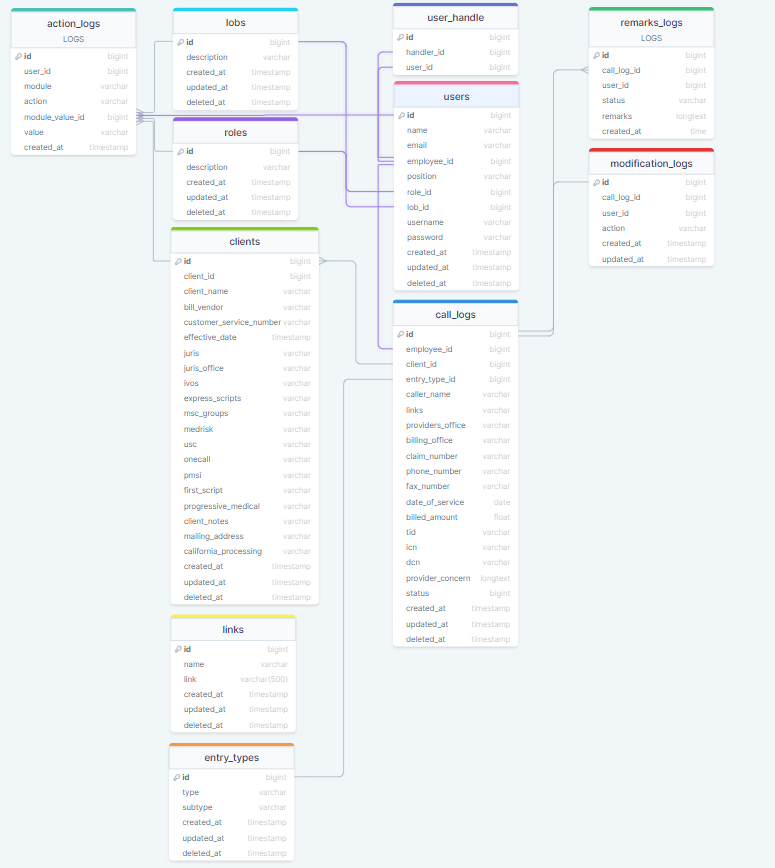 action_logs
LOGS
id bigint
user_id bigint
module varchar
action varchar
module_value_id bigint
value varchar
created_at timestamp
lobs
id bigint
description varchar
created_at timestamp
updated_at timestamp
deleted_at timestamp
roles
id bigint
description varchar
created_at timestamp
updated_at timestamp
deleted_at timestamp
clients
id bigint
client_id bigint
client_name varchar
bill_vendor varchar
customer_service_number varchar
effective_date timestamp
juris varchar
juris_office varchar
ivos varchar
express_scripts varchar
msc_groups varchar
medrisk varchar
usc varchar
onecall varchar
pmsi varchar
first_script varchar
progressive_medical varchar
client_notes varchar
mailing_address varchar
california_processing varchar
created_at timestamp
updated_at timestamp
deleted_at timestamp
links
id bigint
name varchar
link varchar(500)
created_at timestamp
updated_at timestamp
deleted_at timestamp
entry_types
id bigint
type varchar
subtype varchar
created_at timestamp
updated_at timestamp
deleted_at timestamp
user_handle
id bigint
handler_id bigint
user_id bigint
users
id bigint
name varchar
email varchar
employee_id bigint
position varchar
role_id bigint
lob_id bigint
username varchar
password varchar
created_at timestamp
updated_at timestamp
deleted_at timestamp
call_logs
id bigint
employee_id bigint
client_id bigint
entry_type_id bigint
caller_name varchar
links varchar
providers_office varchar
billing_office varchar
claim_number varchar
phone_number varchar
fax_number varchar
date_of_service date
billed_amount float
tid varchar
icn varchar
dcn varchar
provider_concern longtext
status bigint
created_at timestamp
updated_at timestamp
deleted_at timestamp
remarks_logs
LOGS
id bigint
call_log_id bigint
user_id bigint
status varchar
remarks longtext
created_at time
modification_logs
id bigint
call_log_id bigint
user_id bigint
action varchar
created_at timestamp
updated_at timestamp